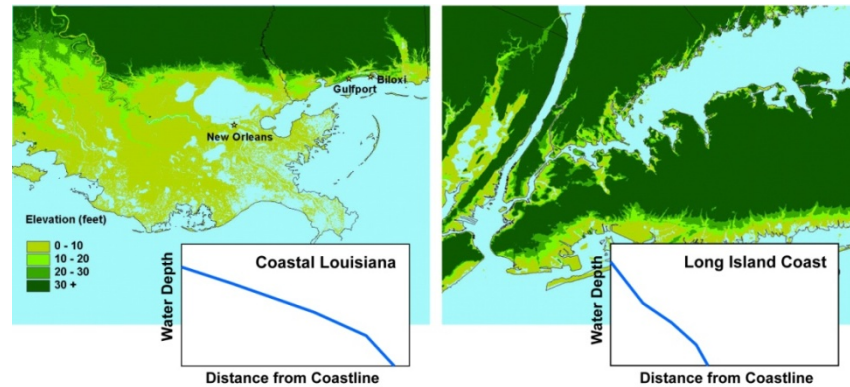 Biloxi
Gulfport
New Orleans
Elevation (feet)
0 - 10
10 - 20
20 - 30
30 +
Coastal Louisiana
Water Depth
Distance from Coastline
Long Island Coast
Water Depth
Distance from Coastline